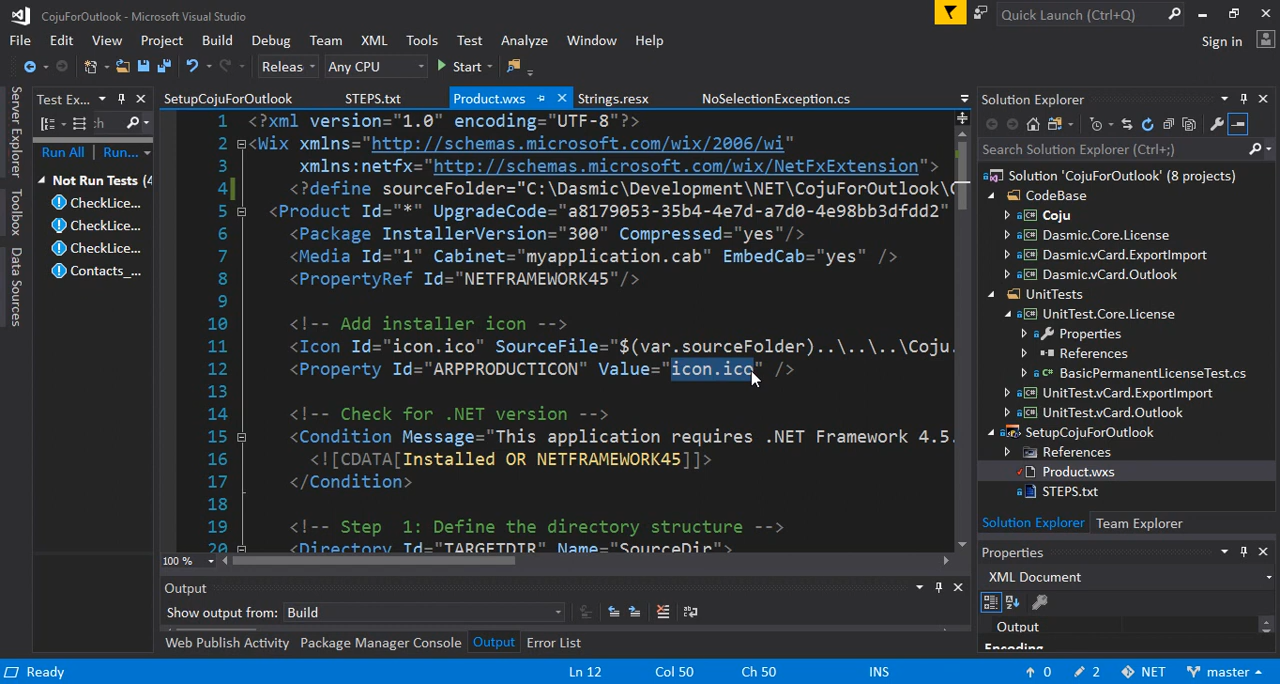 CojuForOutlook - Microsoft Visual Studio
Quick Launch (Ctrl+Q)
File Edit View Project Build Debug Team XML Tools Test Analyze Window Help
Sign in
Releas Any CPU Start
Server Explorer
Toolbox
Data Sources
Test Ex...
ch
Run All | Run...
Not Run Tests (4
CheckLice...
CheckLice...
CheckLice...
Contacts_...
SetupCojuForOutlook STEPS.txt Product.wxs Strings.resx NoSelectionException.cs
1 <?xml version="1.0" encoding="UTF-8"?>
2 <Wix xmlns="http://schemas.microsoft.com/wix/2006/wi"
3 xmlns:netfx="http://schemas.microsoft.com/wix/NetFxExtension">
4 <?define sourceFolder="C:\Dasmic\Development\NET\CojuForOutlook\
5 <Product Id="*" UpgradeCode="a8179053-35b4-4e7d-a7d0-4e98bb3dfdd2"
6 <Package InstallerVersion="300" Compressed="yes"/>
7 <Media Id="1" Cabinet="myapplication.cab" EmbedCab="yes" />
8 <PropertyRef Id="NETFRAMEWORK45"/>
9
10 <!-- Add installer icon -->
11 <Icon Id="icon.ico" SourceFile="$(var.sourceFolder)..\..\..\Coju.
12 <Property Id="ARPPRODUCTICON" Value="icon.ico" />
13
14 <!-- Check for .NET version -->
15 <Condition Message="This application requires .NET Framework 4.5.
16 <![CDATA[Installed OR NETFRAMEWORK45]]>
17 </Condition>
18
19 <!-- Step 1: Define the directory structure -->
20 <Directory Id="TARGETDIR" Name="SourceDir">
100 %
Output
Show output from: Build
Web Publish Activity Package Manager Console Output Error List
Solution Explorer
Search Solution Explorer (Ctrl+;)
Solution 'CojuForOutlook' (8 projects)
CodeBase
Coju
Dasmic.Core.License
Dasmic.vCard.ExportImport
Dasmic.vCard.Outlook
UnitTests
UnitTest.Core.License
Properties
References
BasicPermanentLicenseTest.cs
UnitTest.vCard.ExportImport
UnitTest.vCard.Outlook
SetupCojuForOutlook
References
Product.wxs
STEPS.txt
Solution Explorer Team Explorer
Properties
XML Document
Output
Encoding
Ready Ln 12 Col 50 Ch 50 INS 0 2 NET master